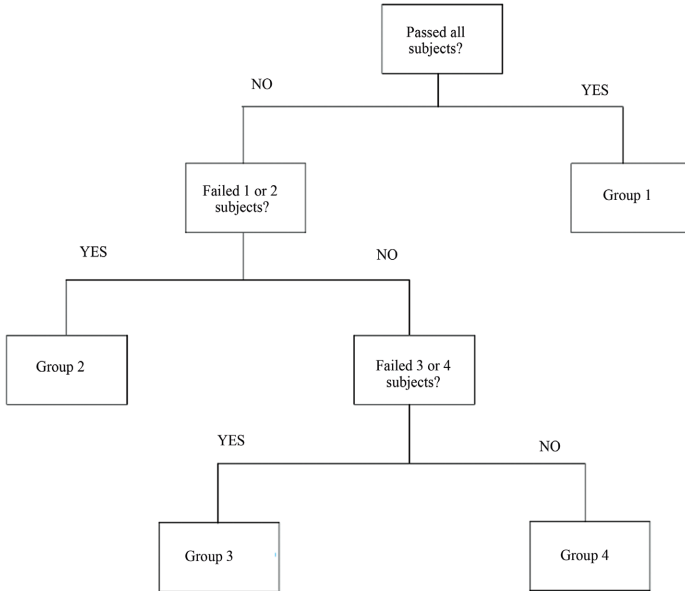 Passed all
subjects?
NO
YES
Failed 1 or 2
subjects?
Group 1
YES
NO
Group 2
Failed 3 or 4
subjects?
YES
NO
Group 3
Group 4